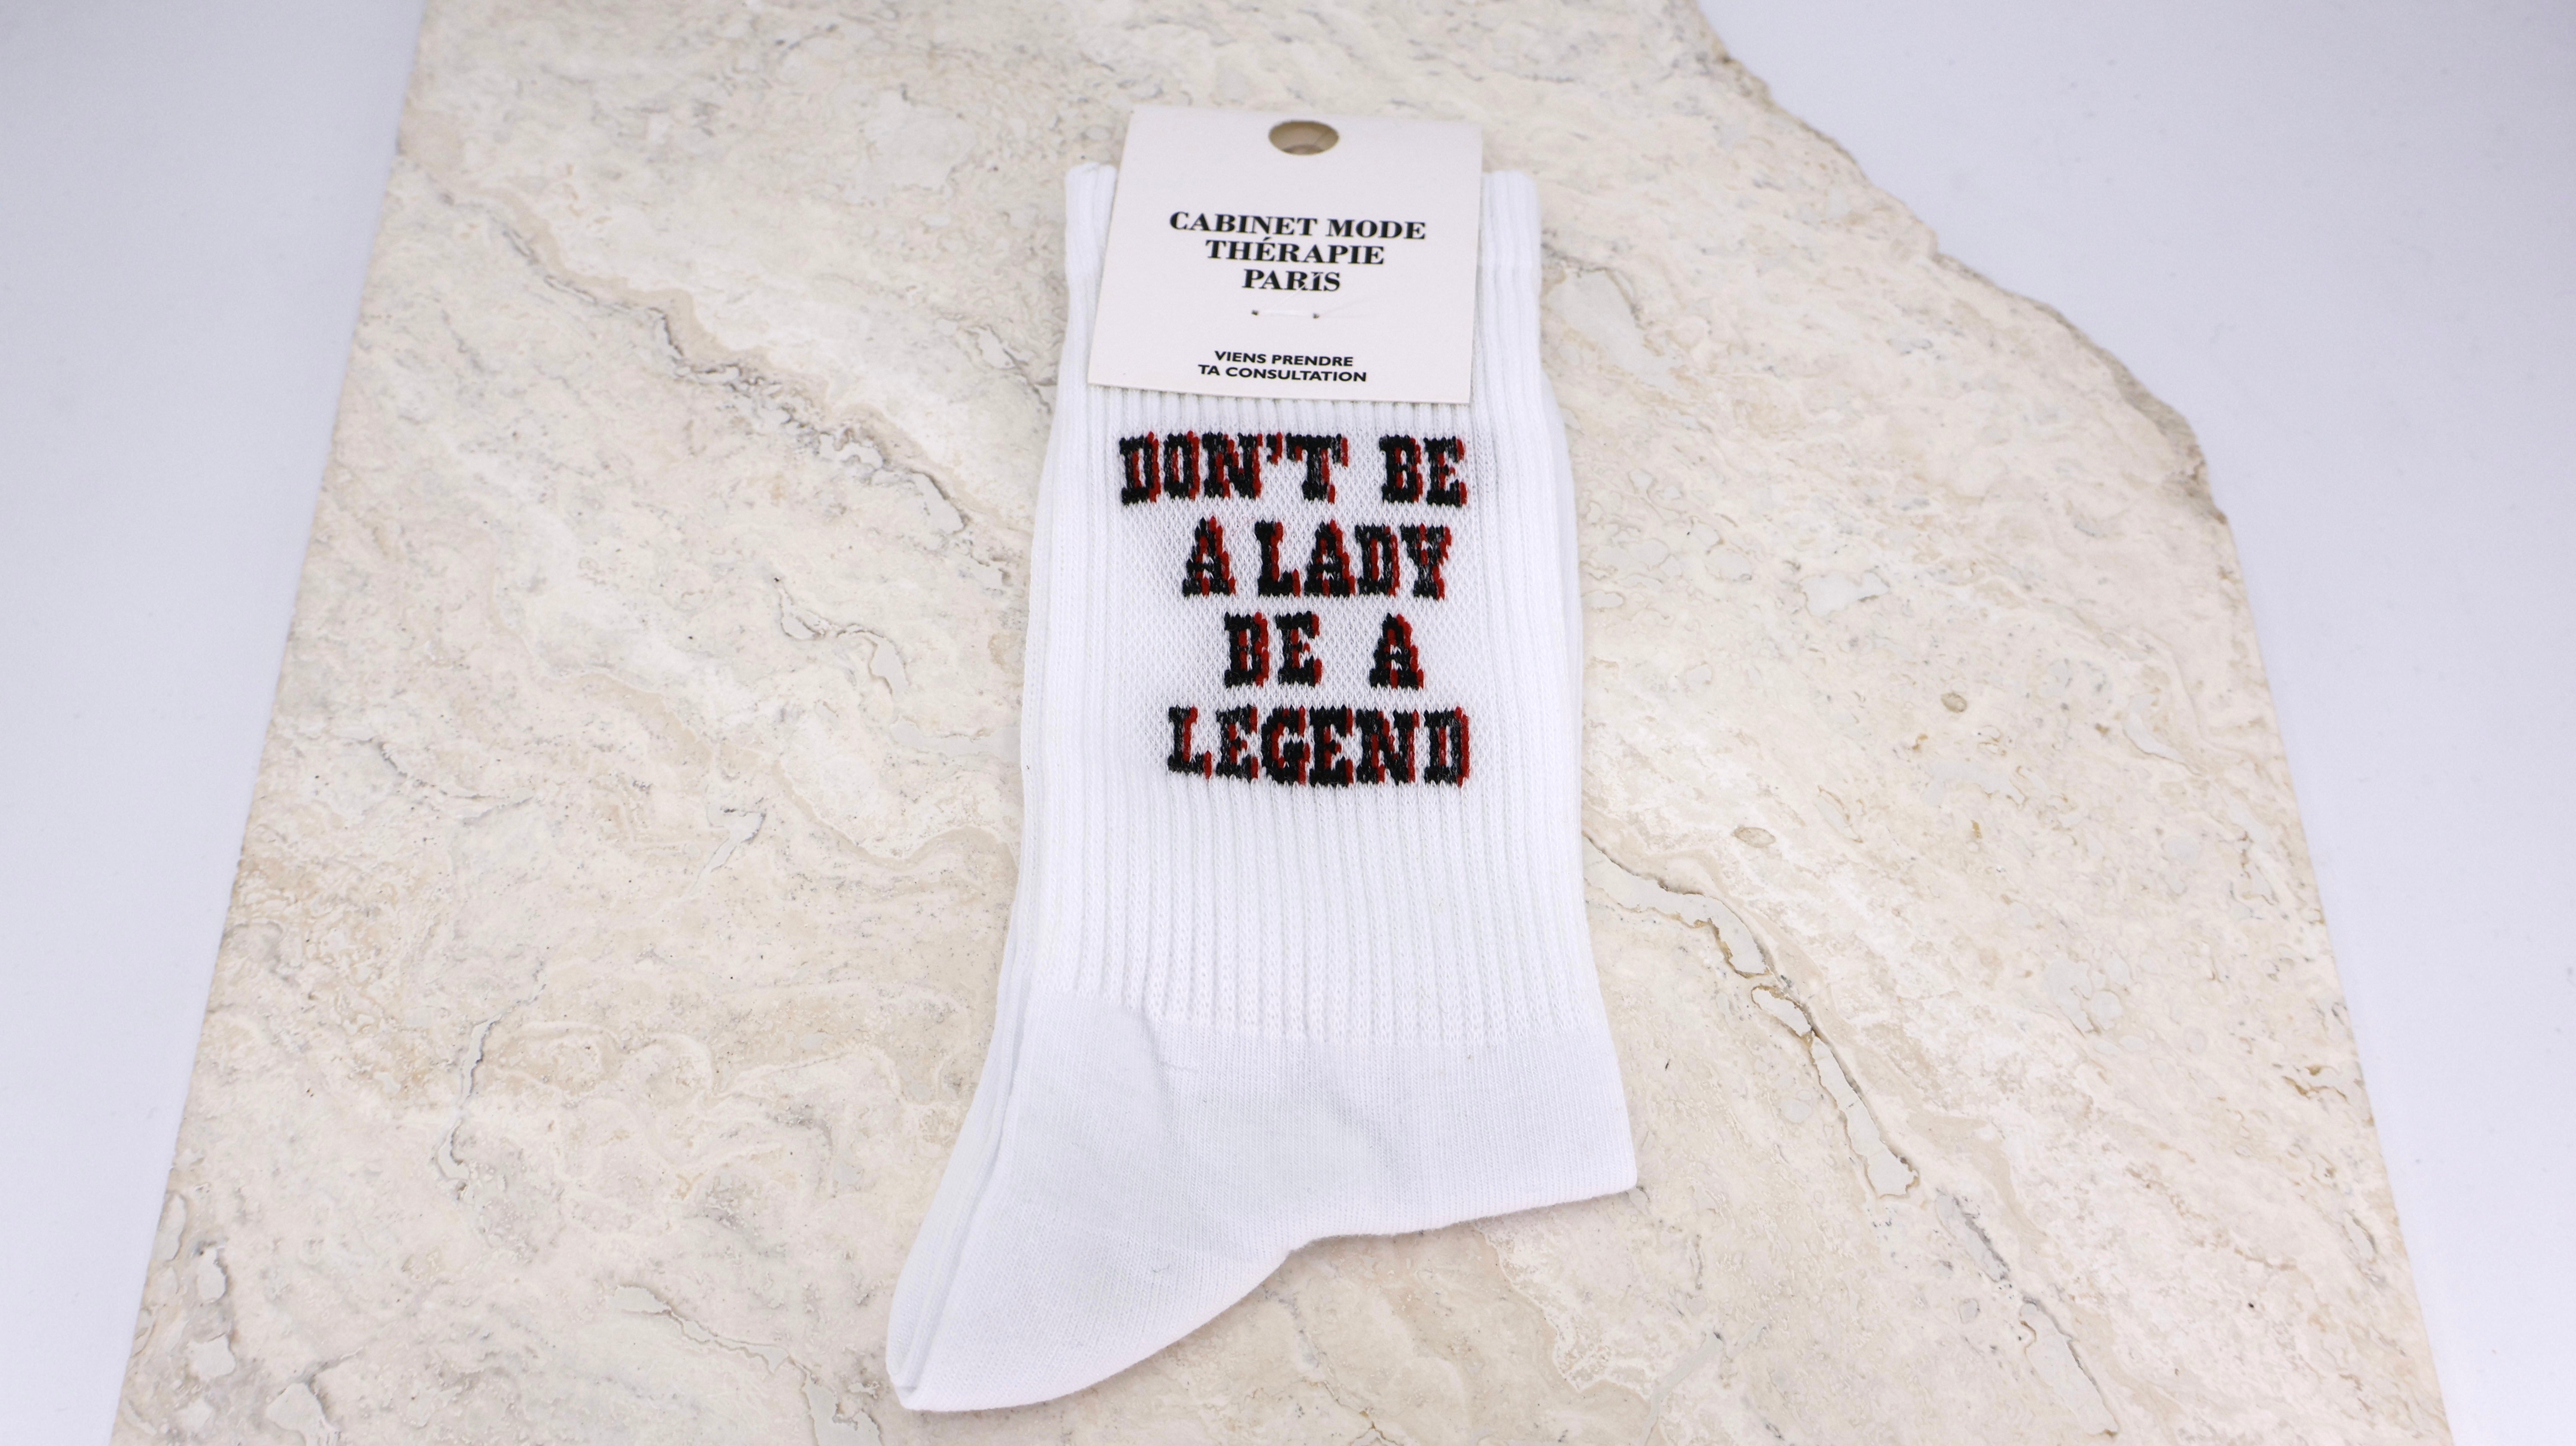 CABINET MODE
THÉRAPIE
PARIS
VIENS PRENDRE
TA CONSULTATION
DON'T BE
A LADY
BE A
LEGEND